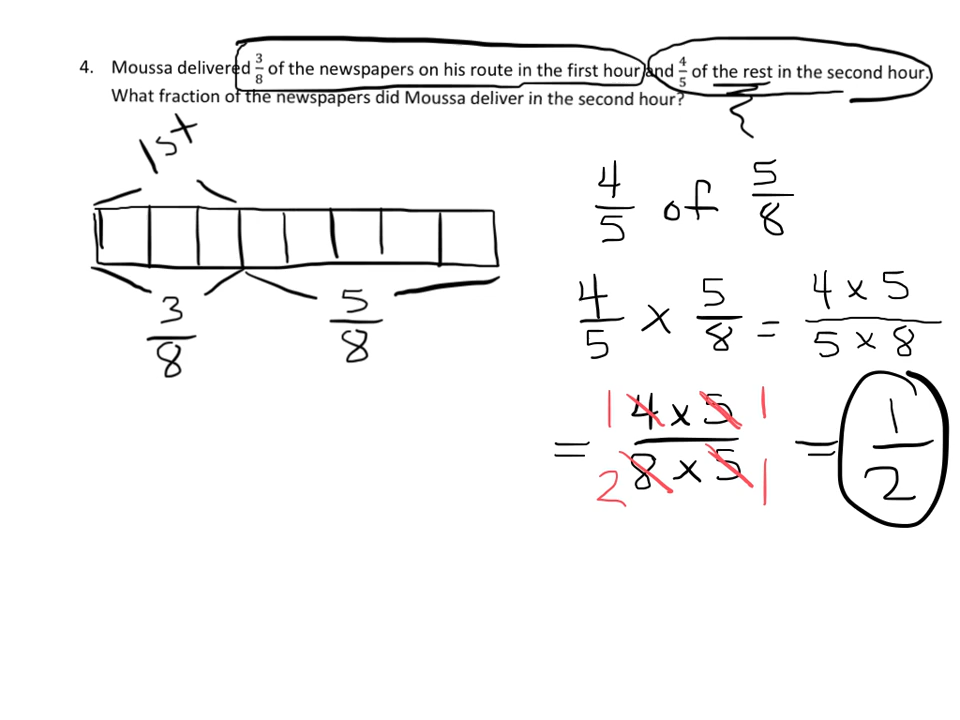 4. Moussa delivered 3/8 of the newspapers on his route in the first hour and 4/5 of the rest in the second hour.
What fraction of the newspapers did Moussa deliver in the second hour?
1st
3/8
5/8
4/5 of 5/8
4/5 x 5/8 = 4 x 5 / 5 x 8
= 4 x 5 / 8 x 5 = 1/2
1 1
2 1